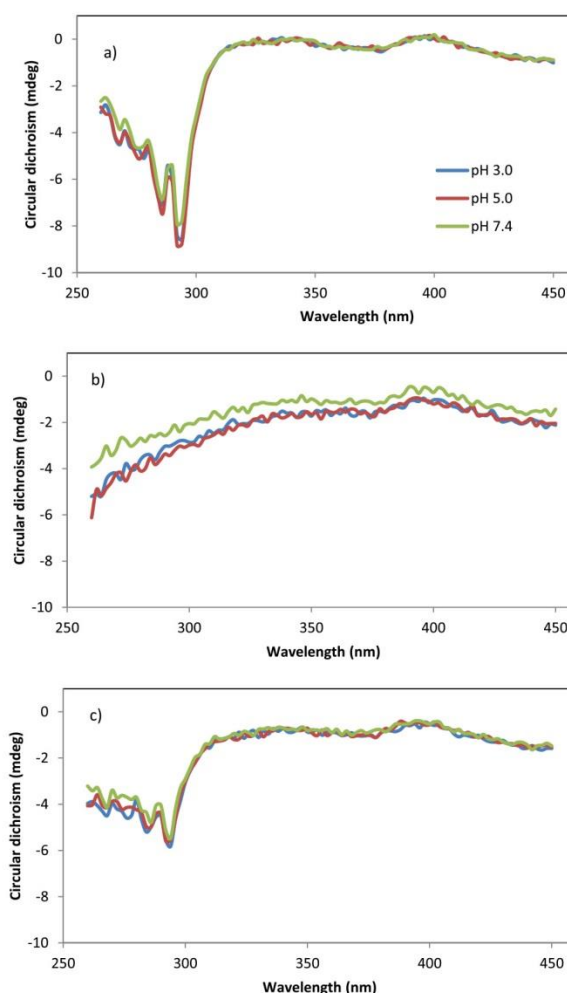 a)
0
-2
-4
-6
-8
-10
Circular dichroism (mdeg)
pH 3.0
pH 5.0
pH 7.4
250 300 350 400 450
Wavelength (nm)
b)
0
-2
-4
-6
-8
-10
Circular dichroism (mdeg)
250 300 350 400 450
Wavelength (nm)
c)
0
-2
-4
-6
-8
-10
Circular dichroism (mdeg)
250 300 350 400 450
Wavelength (nm)